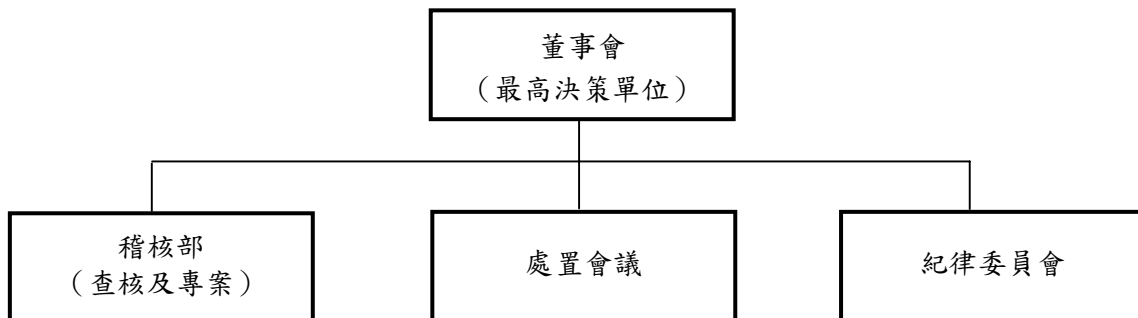 董事會
（最高決策單位）
稽核部
（查核及專案）
處置會議
紀律委員會